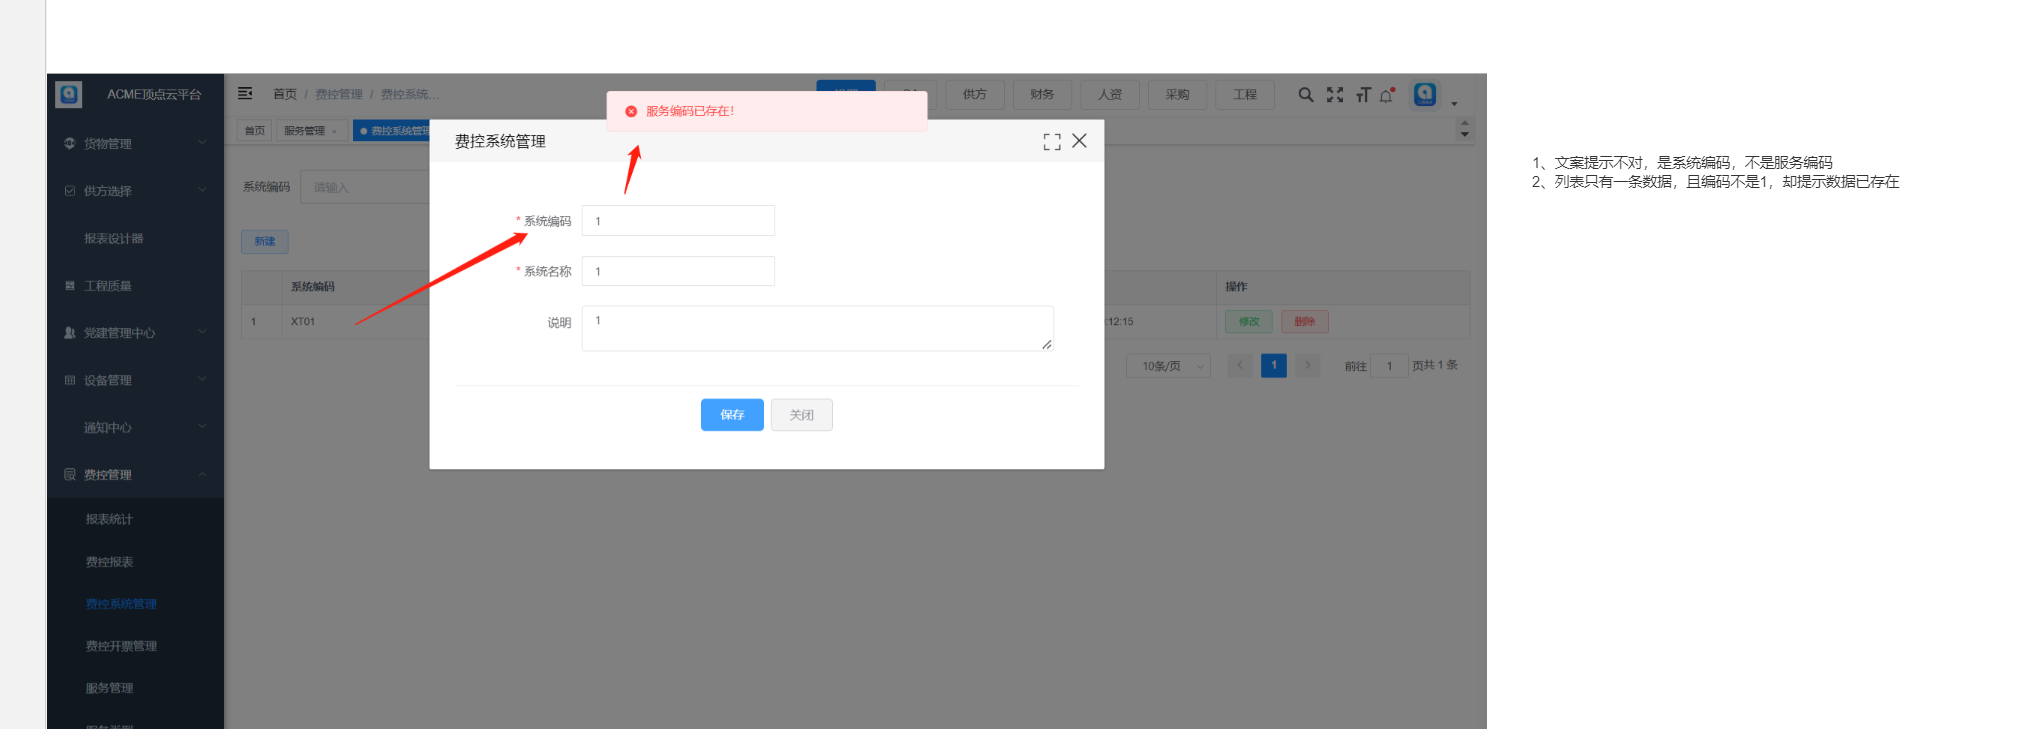 ACME顶点云平台
首页 / 费控管理 / 费控系统...
供方
财务
人资
采购
工程
服务编码已存在!
首页
服务管理
费控系统管理
费控系统管理
1、文案提示不对，是系统编码，不是服务编码
2、列表只有一条数据，且编码不是1，却提示数据已存在
货物管理
供方选择
报表设计器
工程质量
党建管理中心
设备管理
通知中心
费控管理
报表统计
费控报表
费控系统管理
费控开票管理
服务管理
系统编码
请输入
新建
系统编码
操作
1
XT01
:12:15
修改
删除
10条/页
1
前往 1 页共 1 条
* 系统编码 1
* 系统名称 1
说明 1
保存
关闭